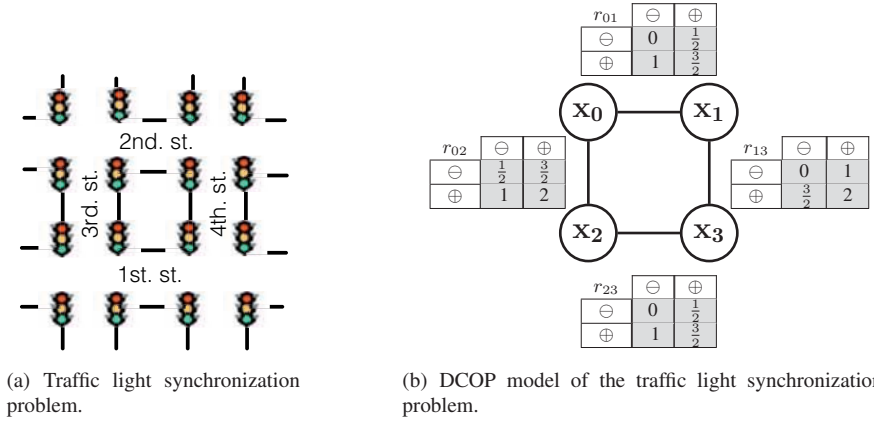 2nd. st.
3rd. st.
4th. st.
1st. st.
(a) Traffic light synchronization
problem.
r01 ⊖ ⊕
⊖ 0 1/2
⊕ 1 3/2
x0 x1
r02 ⊖ ⊕
⊖ 1/2 3/2
⊕ 1 2
r13 ⊖ ⊕
⊖ 0 1
⊕ 3/2 2
x2 x3
r23 ⊖ ⊕
⊖ 0 1/2
⊕ 1 3/2
(b) DCOP model of the traffic light synchronization
problem.